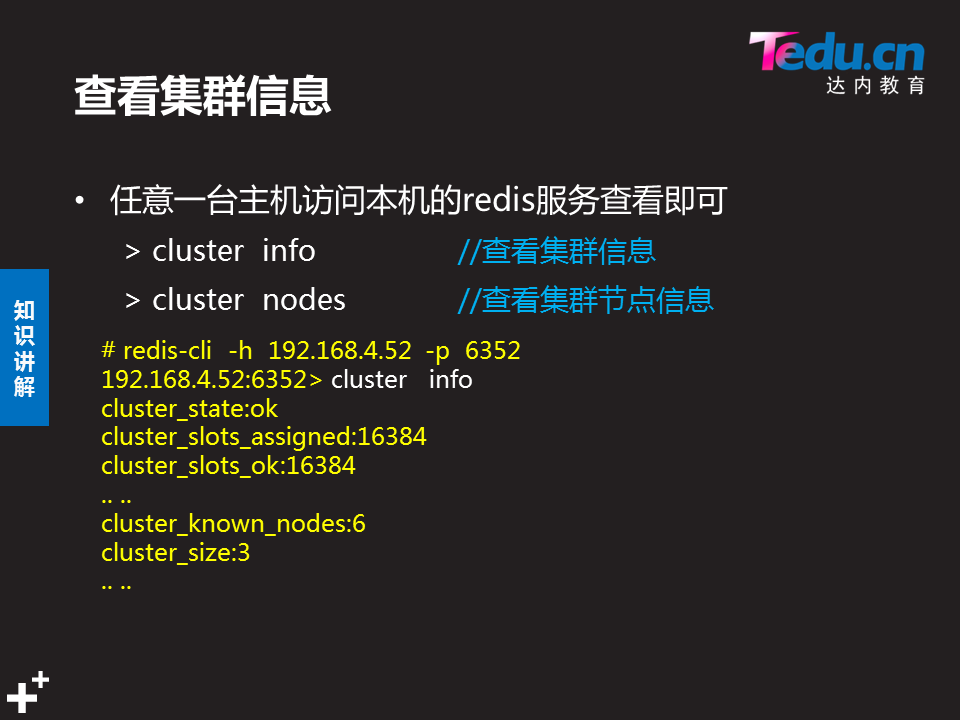 Tedu.cn
达内教育
查看集群信息
• 任意一台主机访问本机的redis服务查看即可
> cluster info //查看集群信息
> cluster nodes //查看集群节点信息
知识讲解
# redis-cli -h 192.168.4.52 -p 6352
192.168.4.52:6352> cluster info
cluster_state:ok
cluster_slots_assigned:16384
cluster_slots_ok:16384
.. ..
cluster_known_nodes:6
cluster_size:3
.. ..